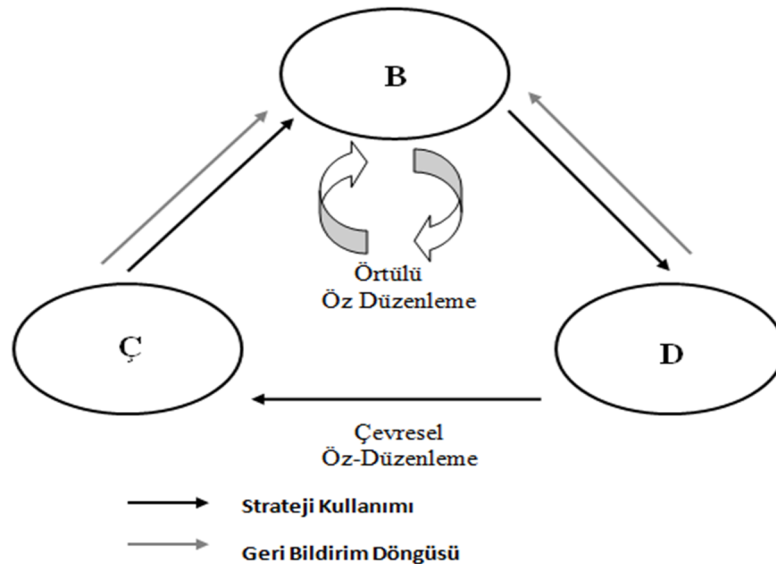 B
Örtülü
Öz Düzenleme
Ç
D
Çevresel
Öz-Düzenleme
Strateji Kullanımı
Geri Bildirim Döngüsü